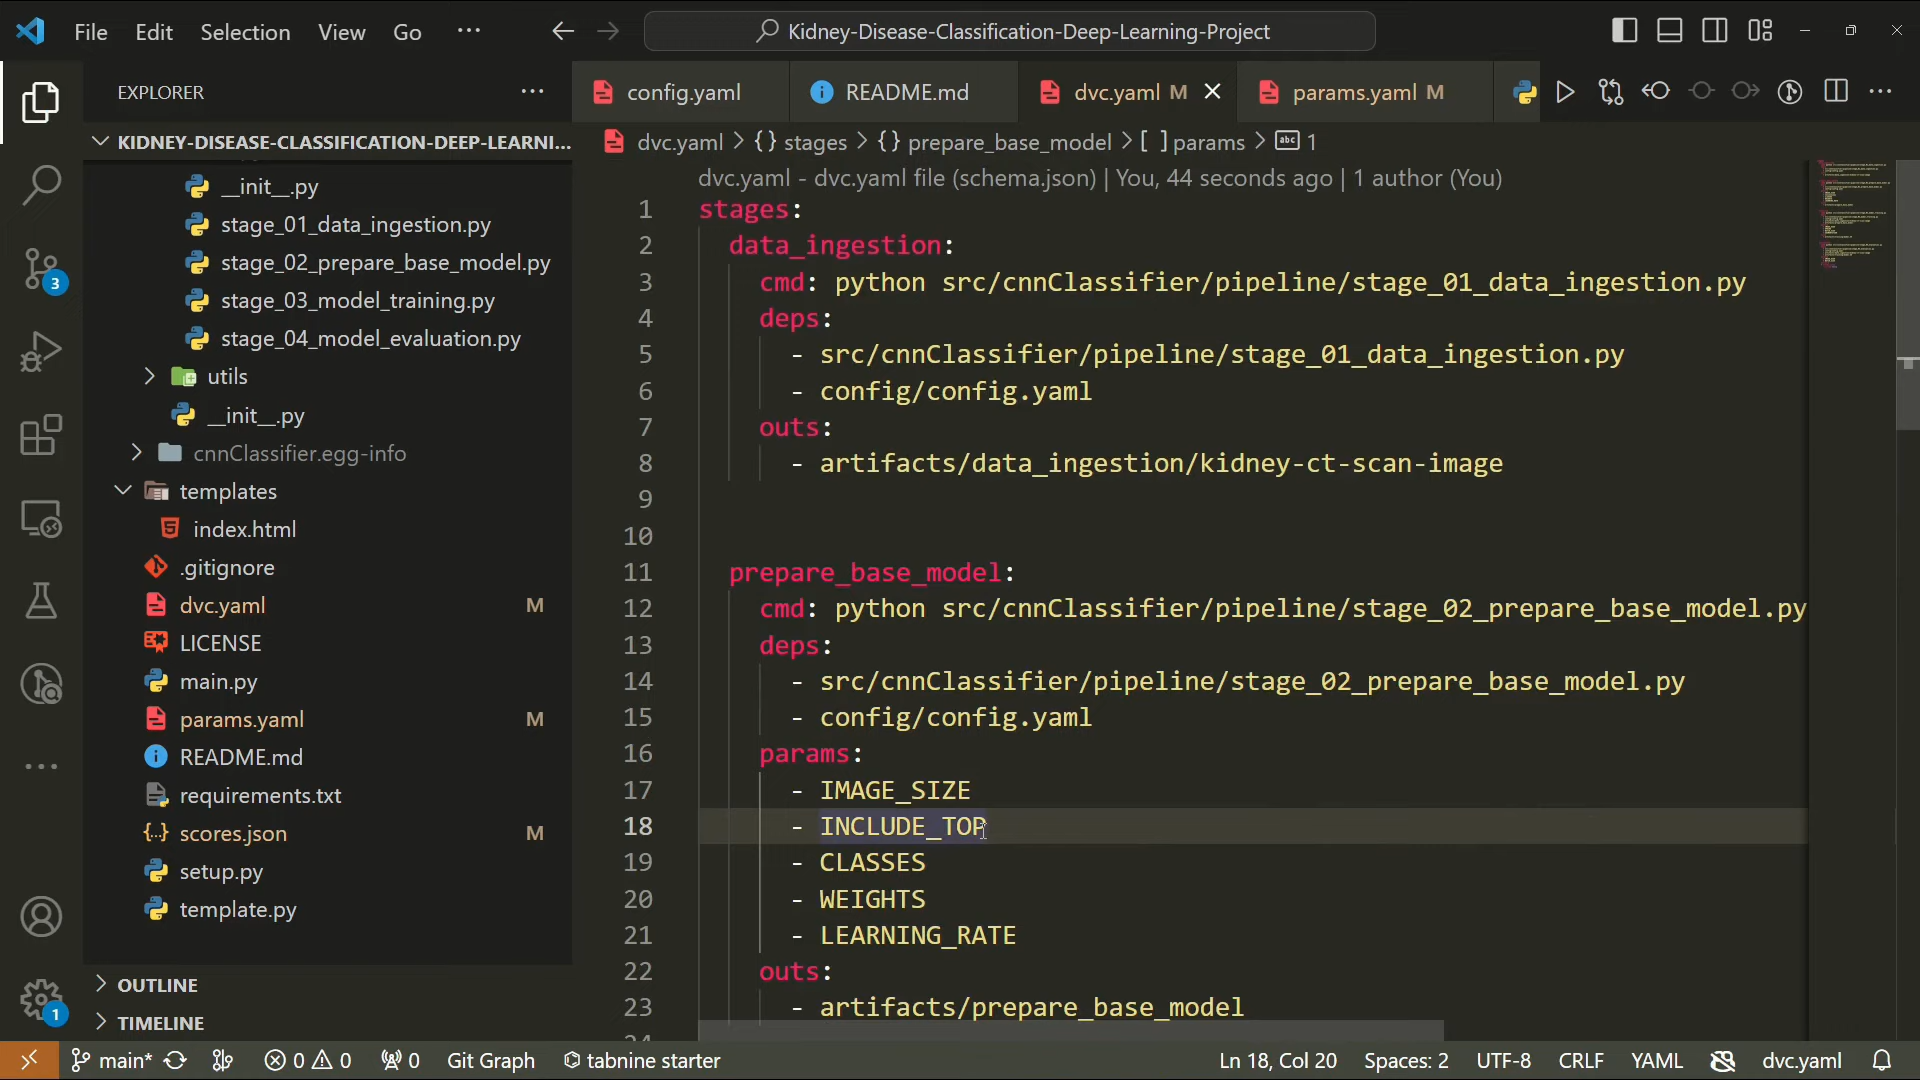 File Edit Selection View Go ...
Kidney-Disease-Classification-Deep-Learning-Project
EXPLORER
KIDNEY-DISEASE-CLASSIFICATION-DEEP-LEARNI...
__init__.py
stage_01_data_ingestion.py
stage_02_prepare_base_model.py
stage_03_model_training.py
stage_04_model_evaluation.py
utils
__init__.py
cnnClassifier.egg-info
templates
index.html
.gitignore
dvc.yaml M
LICENSE
main.py
params.yaml M
README.md
requirements.txt
scores.json M
setup.py
template.py
OUTLINE
TIMELINE
3
1
config.yaml README.md dvc.yaml M params.yaml M
dvc.yaml > {} stages > {} prepare_base_model > [ ] params > abc 1
dvc.yaml - dvc.yaml file (schema.json) | You, 44 seconds ago | 1 author (You)
1 stages:
2 data_ingestion:
3 cmd: python src/cnnClassifier/pipeline/stage_01_data_ingestion.py
4 deps:
5 - src/cnnClassifier/pipeline/stage_01_data_ingestion.py
6 - config/config.yaml
7 outs:
8 - artifacts/data_ingestion/kidney-ct-scan-image
9
10
11 prepare_base_model:
12 cmd: python src/cnnClassifier/pipeline/stage_02_prepare_base_model.py
13 deps:
14 - src/cnnClassifier/pipeline/stage_02_prepare_base_model.py
15 - config/config.yaml
16 params:
17 - IMAGE_SIZE
18 - INCLUDE_TOP
19 - CLASSES
20 - WEIGHTS
21 - LEARNING_RATE
22 outs:
23 - artifacts/prepare_base_model
main* 0 0 0 Git Graph tabnine starter Ln 18, Col 20 Spaces: 2 UTF-8 CRLF YAML dvc.yaml